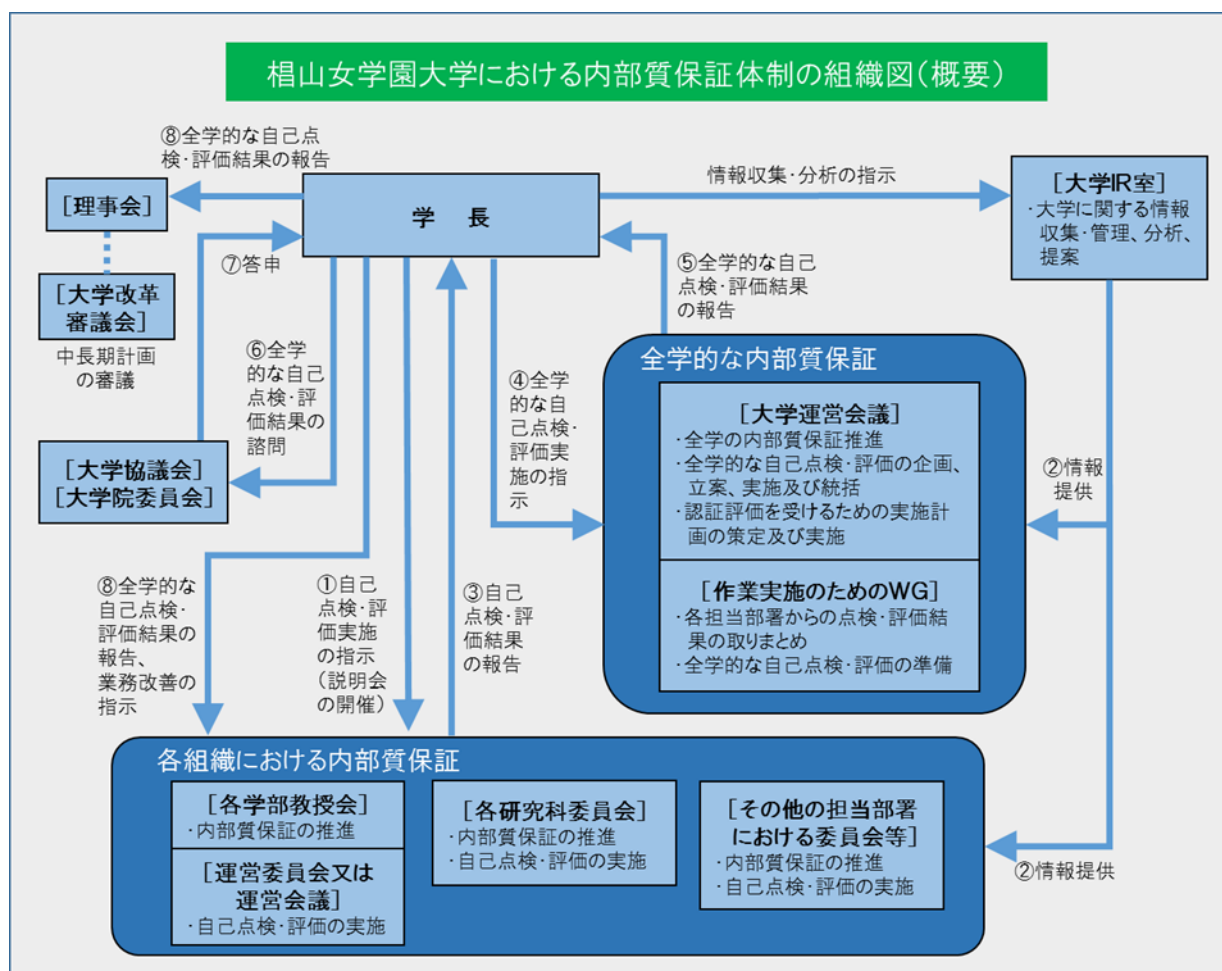 椙山女学園大学における内部質保証体制の組織図（概要）
⑧全学的な自己点
検・評価結果の報告
［理事会］
学　長
情報収集・分析の指示
［大学IR室］
・大学に関する情報
収集・管理、分析、
提案
⑦答申
［大学改革
審議会］
中長期計画
の審議
⑤全学的な自己
点検・評価結果
の報告
⑥全学
的な自己
点検・評
価結果の
諮問
④全学
的な自
己点検・
評価実
施の指
示
［大学協議会］
［大学院委員会］
全学的な内部質保証
［大学運営会議］
・全学の内部質保証推進
・全学的な自己点検・評価の企画、
立案、実施及び統括
・認証評価を受けるための実施計
画の策定及び実施
［作業実施のためのWG］
・各担当部署からの点検・評価結
果の取りまとめ
・全学的な自己点検・評価の準備
②情報
提供
⑧全学的な
自己点検・
評価結果の
報告、
業務改善の
指示
①自己
点検・評
価実施
の指示
（説明会
の開催）
③自己
点検・評
価結果
の報告
各組織における内部質保証
［各学部教授会］
・内部質保証の推進
［運営委員会又は
運営会議］
・自己点検・評価の実施
［各研究科委員会］
・内部質保証の推進
・自己点検・評価の実施
［その他の担当部署
における委員会等］
・内部質保証の推進
・自己点検・評価の実施
②情報提供